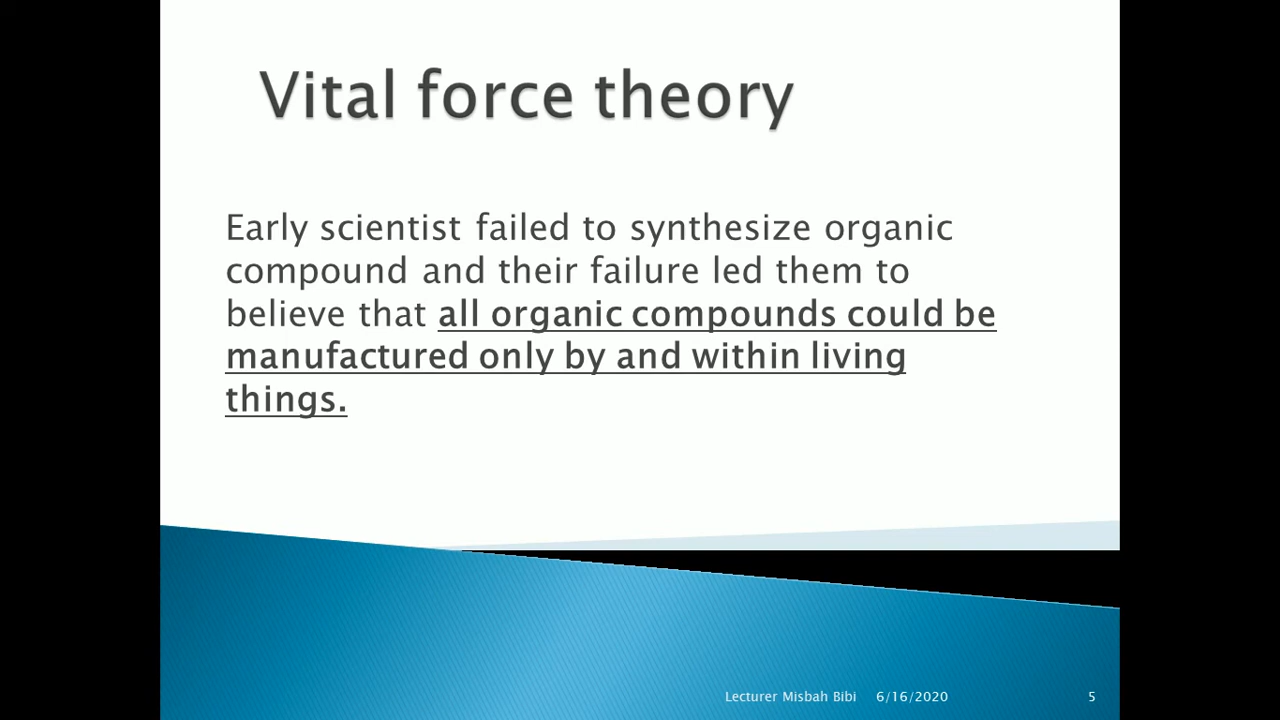 Vital force theory
Early scientist failed to synthesize organic
compound and their failure led them to
believe that all organic compounds could be
manufactured only by and within living
things.
Lecturer Misbah Bibi 6/16/2020 5